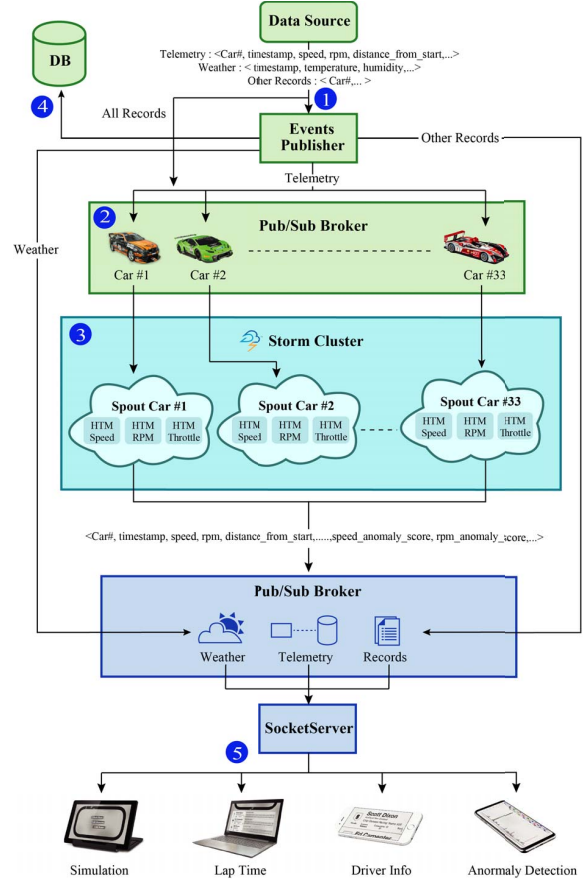 Data Source
DB
Telemetry : <Car#, timestamp, speed, rpm, distance_from_start,...>
Weather : < timestamp, temperature, humidity,...>
Other Records : < Car#,... >
1
4
All Records
Events
Publisher
Other Records
Telemetry
2
Pub/Sub Broker
Weather
Car #1
Car #2
Car #33
3
Storm Cluster
Spout Car #1
HTM Speed
HTM RPM
HTM Throttle
Spout Car #2
HTM Speed
HTM RPM
HTM Throttle
Spout Car #33
HTM Speed
HTM RPM
HTM Throttle
<Car#, timestamp, speed, rpm, distance_from_start,.....,speed_anomaly_score, rpm_anomaly_score,...>
Pub/Sub Broker
Weather
Telemetry
Records
SocketServer
5
Scott Dixon
Ed Carpenter
Simulation
Lap Time
Driver Info
Anormaly Detection